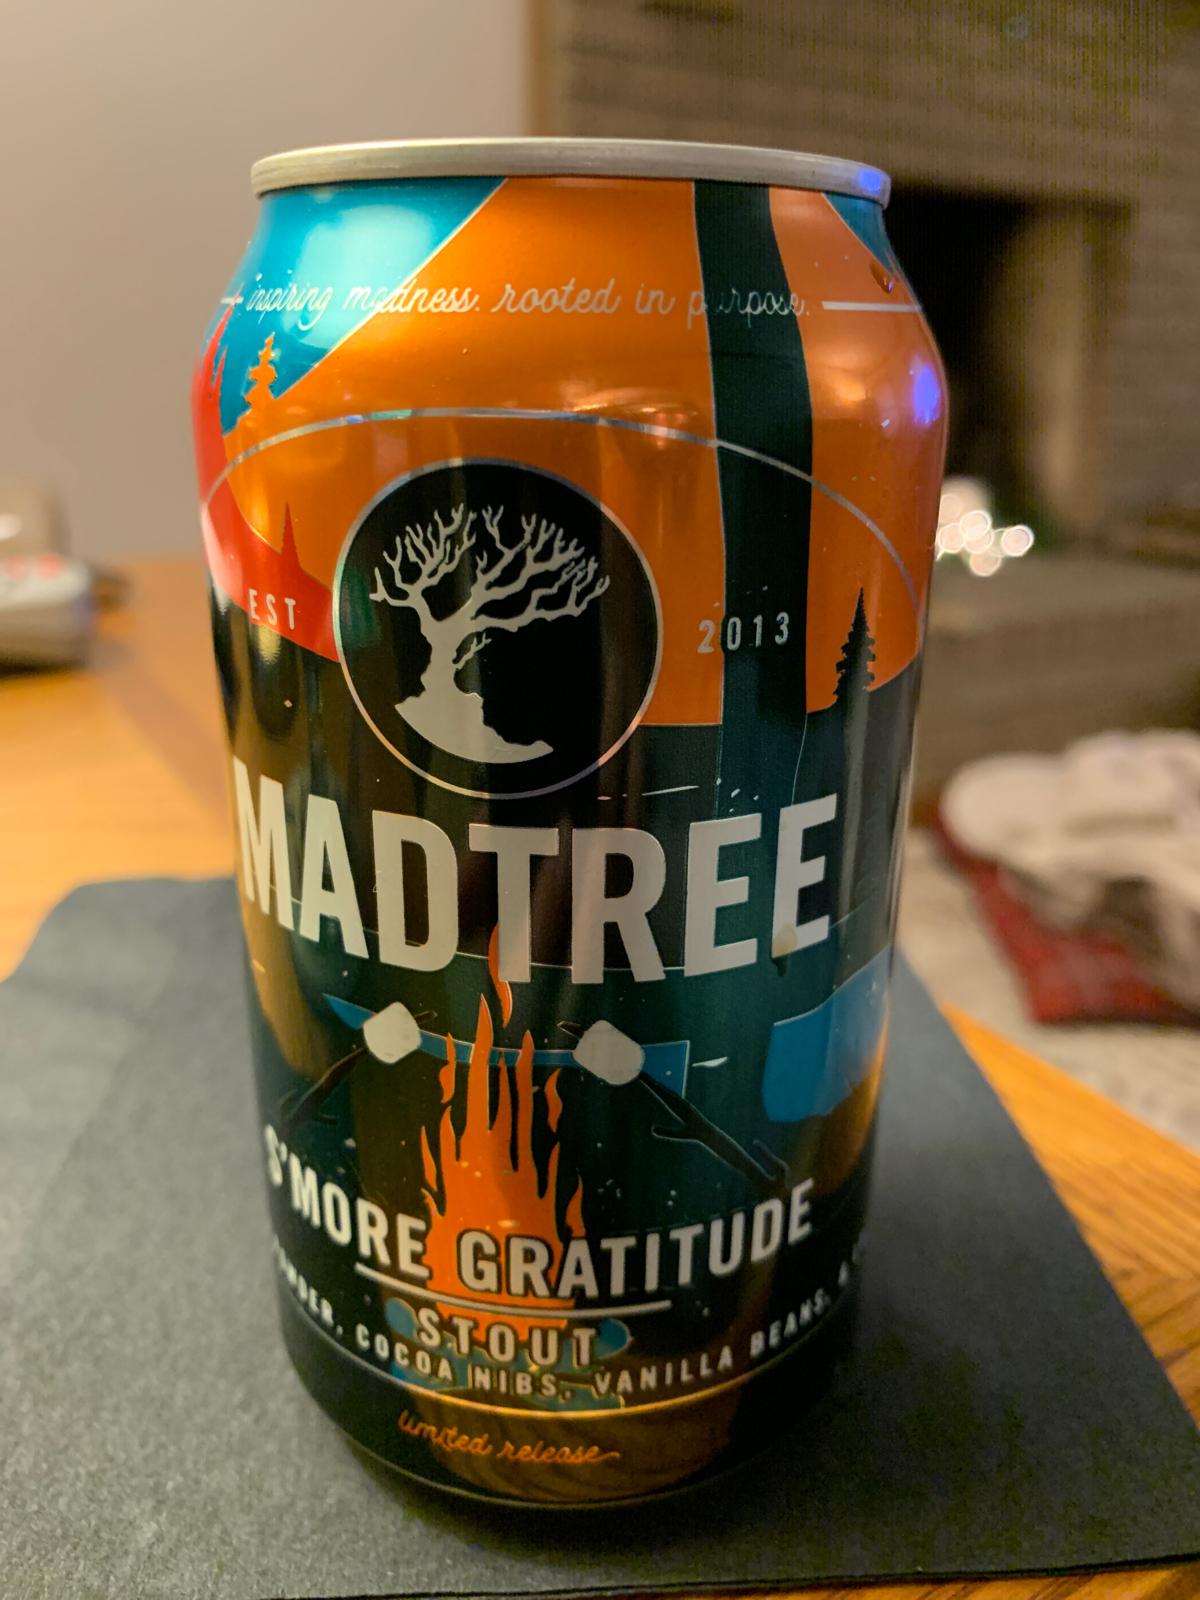 inspiring madness. rooted in purpose.
EST 2013
MADTREE
S'MORE GRATITUDE
STOUT
COCOA NIBS, VANILLA BEANS,
limited release